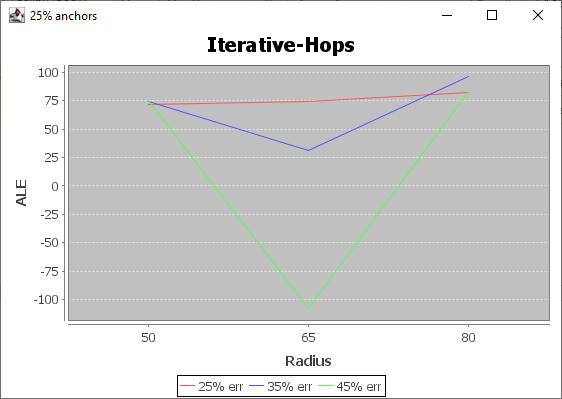 25% anchors
Iterative-Hops
100
75
50
25
0
-25
-50
-75
-100
ALE
50 65 80
Radius
25% err 35% err 45% err